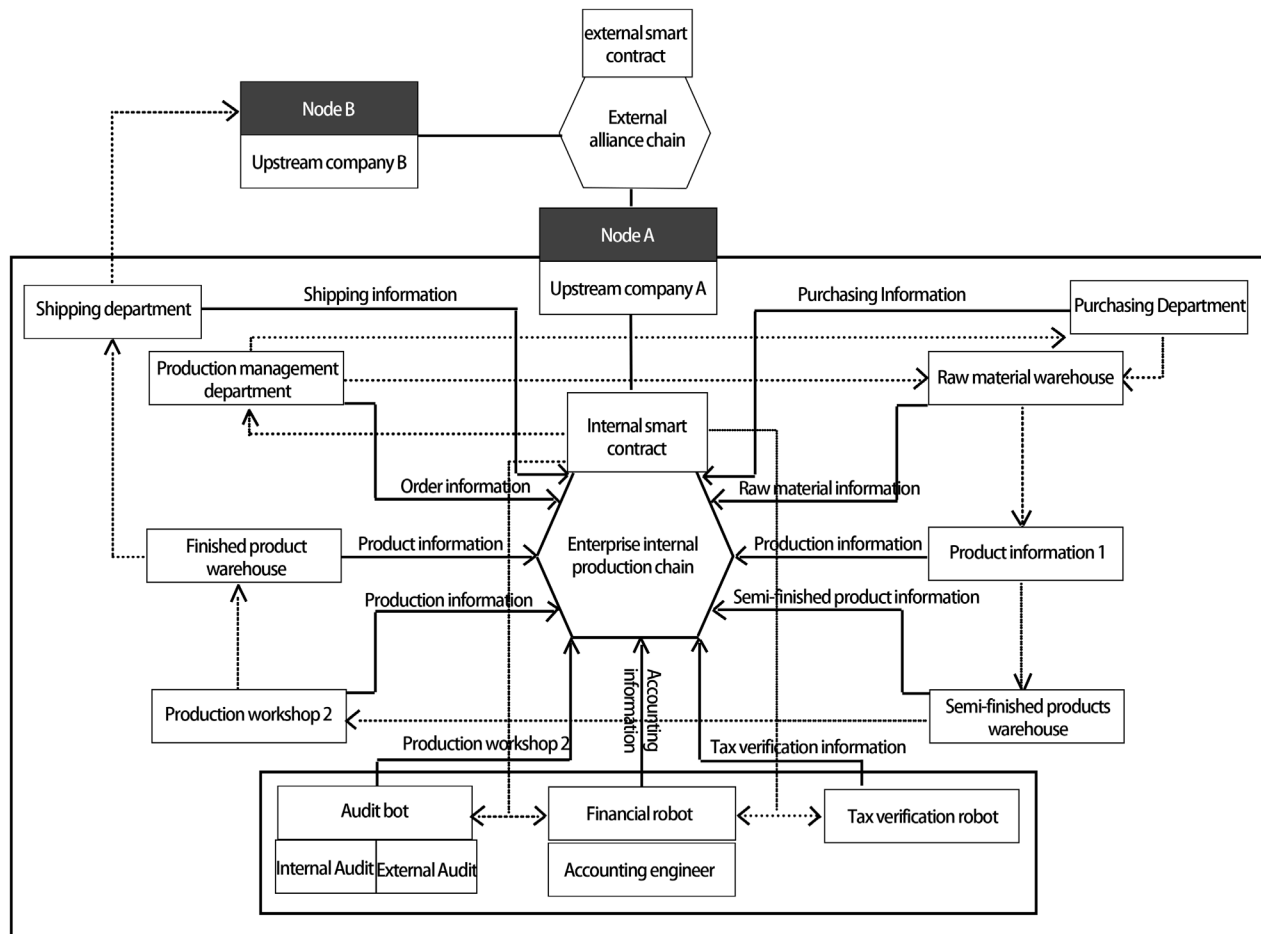 external smart
contract
Node B
External
alliance chain
Upstream company B
Node A
Upstream company A
Shipping department
Shipping information
Purchasing Information
Purchasing Department
Production management
department
Raw material warehouse
Internal smart
contract
Order information
Raw material information
Finished product
warehouse
Product information
Enterprise internal
production chain
Production information
Product information 1
Production information
Semi-finished product information
Production workshop 2
Accounting
information
Semi-finished products
warehouse
Production workshop 2
Tax verification information
Audit bot
Financial robot
Tax verification robot
Internal Audit
External Audit
Accounting engineer